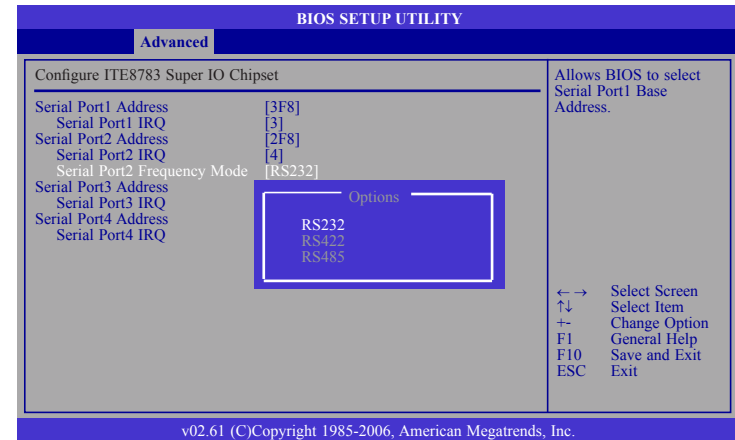 BIOS SETUP UTILITY
Advanced
Configure ITE8783 Super IO Chipset
Serial Port1 Address [3F8]
Serial Port1 IRQ [3]
Serial Port2 Address [2F8]
Serial Port2 IRQ [4]
Serial Port2 Frequency Mode [RS232]
Serial Port3 Address
Serial Port3 IRQ
Serial Port4 Address
Serial Port4 IRQ
Options
RS232
RS422
RS485
Allows BIOS to select
Serial Port1 Base
Address.
←→ Select Screen
↑↓ Select Item
+- Change Option
F1 General Help
F10 Save and Exit
ESC Exit
v02.61 (C)Copyright 1985-2006, American Megatrends, Inc.